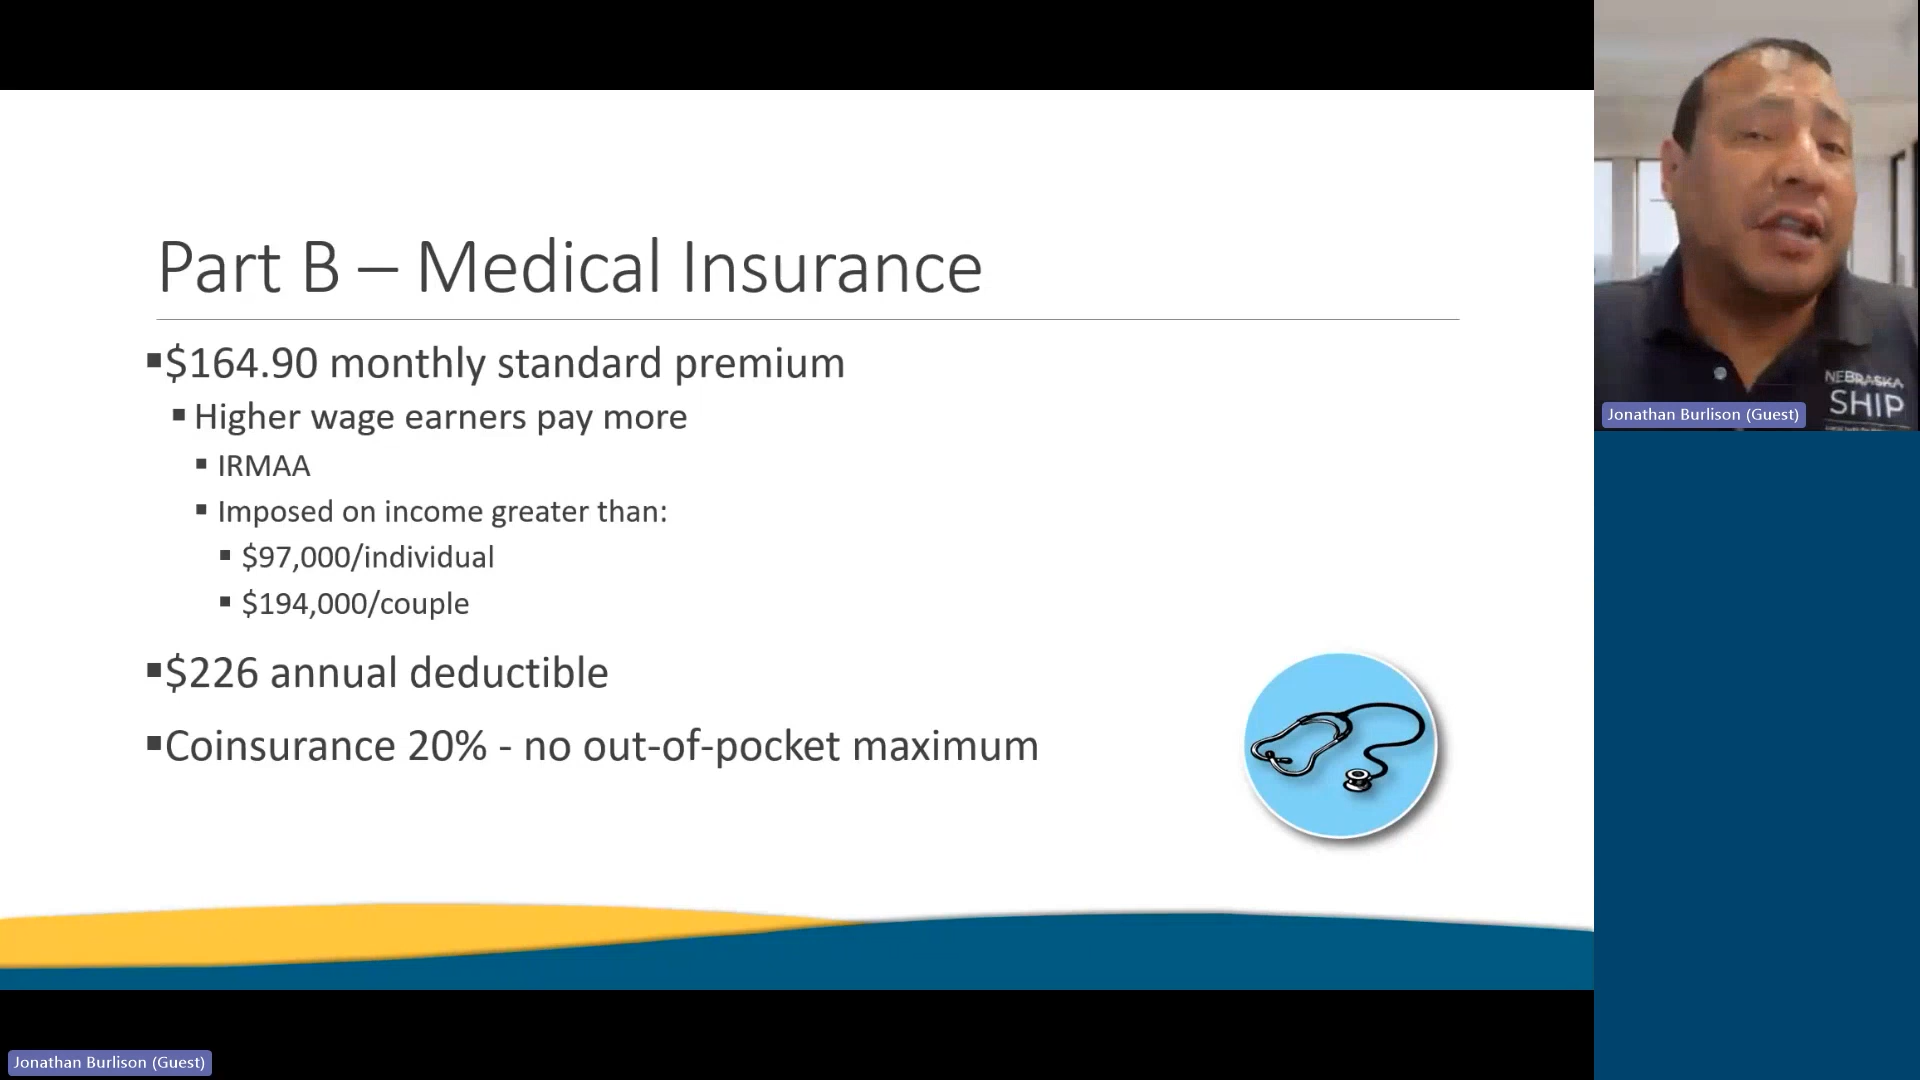 Part B – Medical Insurance
▪$164.90 monthly standard premium
▪ Higher wage earners pay more
▪ IRMAA
▪ Imposed on income greater than:
▪ $97,000/individual
▪ $194,000/couple
▪$226 annual deductible
▪Coinsurance 20% - no out-of-pocket maximum
NEBRASKA
SHIP
Jonathan Burlison (Guest)
Jonathan Burlison (Guest)